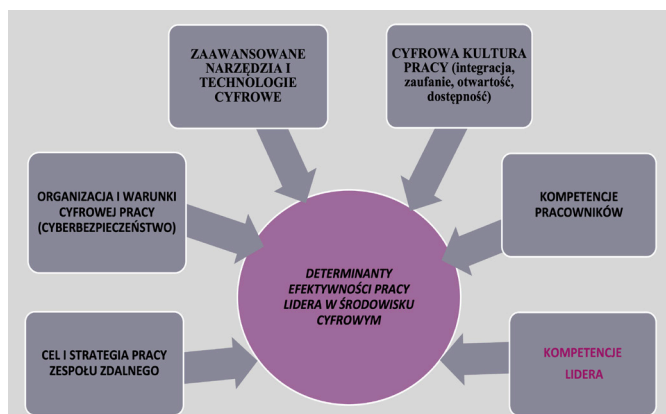 ZAAWANSOWANE
NARZĘDZIA I
TECHNOLOGIE
CYFROWE
CYFROWA KULTURA
PRACY (integracja,
zaufanie, otwartość,
dostępność)
ORGANIZACJA I WARUNKI
CYFROWEJ PRACY
(CYBERBEZPIECZEŃSTWO)
KOMPETENCJE
PRACOWNIKÓW
DETERMINANTY
EFEKTYWNOŚCI PRACY
LIDERA W ŚRODOWISKU
CYFROWYM
CEL I STRATEGIA PRACY
ZESPOŁU ZDALNEGO
KOMPETENCJE
LIDERA